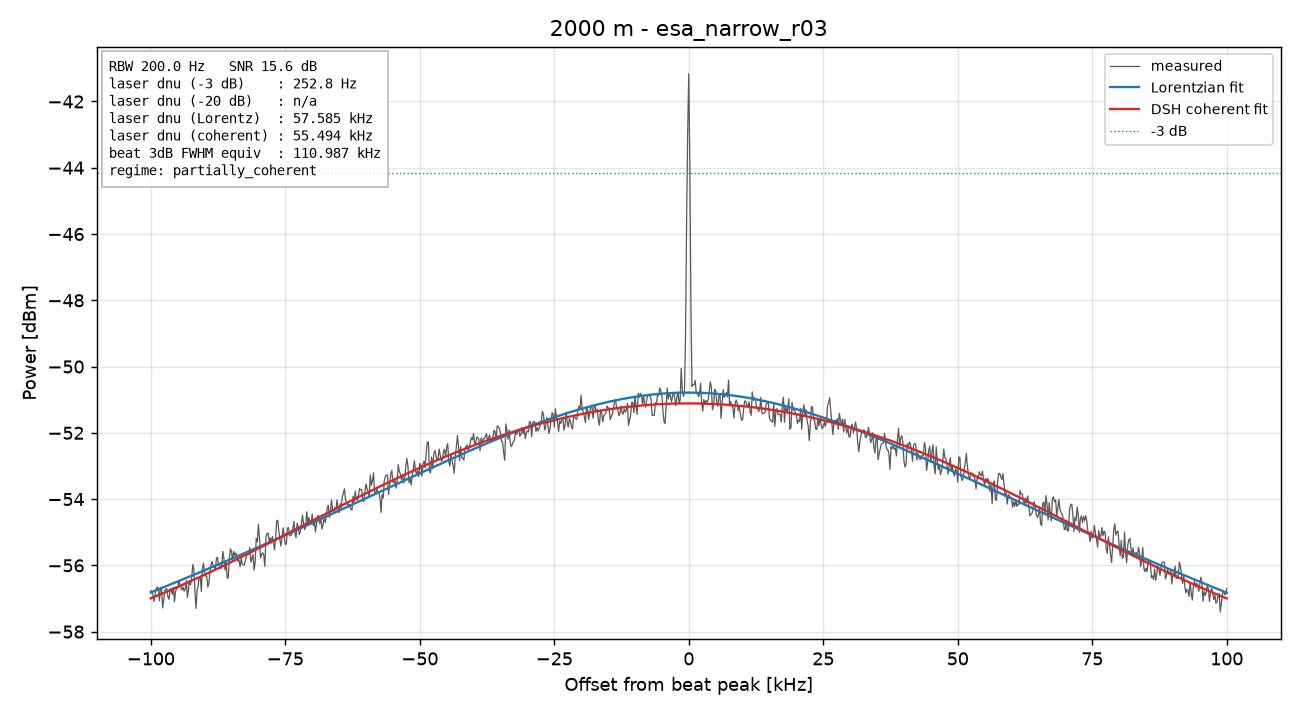 2000 m - esa_narrow_r03
RBW 200.0 Hz   SNR 15.6 dB
laser dnu (-3 dB)    : 252.8 Hz
laser dnu (-20 dB)   : n/a
laser dnu (Lorentz)  : 57.585 kHz
laser dnu (coherent) : 55.494 kHz
beat 3dB FWHM equiv  : 110.987 kHz
regime: partially_coherent
measured
Lorentzian fit
DSH coherent fit
-3 dB
−42
−44
−46
−48
−50
−52
−54
−56
−58
Power [dBm]
−100
−75
−50
−25
0
25
50
75
100
Offset from beat peak [kHz]